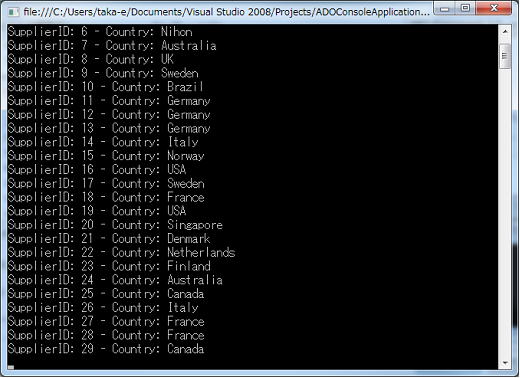 file:///C:/Users/taka-e/Documents/Visual Studio 2008/Projects/ADOConsoleApplication...
SupplierID: 6 - Country: Nihon
SupplierID: 7 - Country: Australia
SupplierID: 8 - Country: UK
SupplierID: 9 - Country: Sweden
SupplierID: 10 - Country: Brazil
SupplierID: 11 - Country: Germany
SupplierID: 12 - Country: Germany
SupplierID: 13 - Country: Germany
SupplierID: 14 - Country: Italy
SupplierID: 15 - Country: Norway
SupplierID: 16 - Country: USA
SupplierID: 17 - Country: Sweden
SupplierID: 18 - Country: France
SupplierID: 19 - Country: USA
SupplierID: 20 - Country: Singapore
SupplierID: 21 - Country: Denmark
SupplierID: 22 - Country: Netherlands
SupplierID: 23 - Country: Finland
SupplierID: 24 - Country: Australia
SupplierID: 25 - Country: Canada
SupplierID: 26 - Country: Italy
SupplierID: 27 - Country: France
SupplierID: 28 - Country: France
SupplierID: 29 - Country: Canada